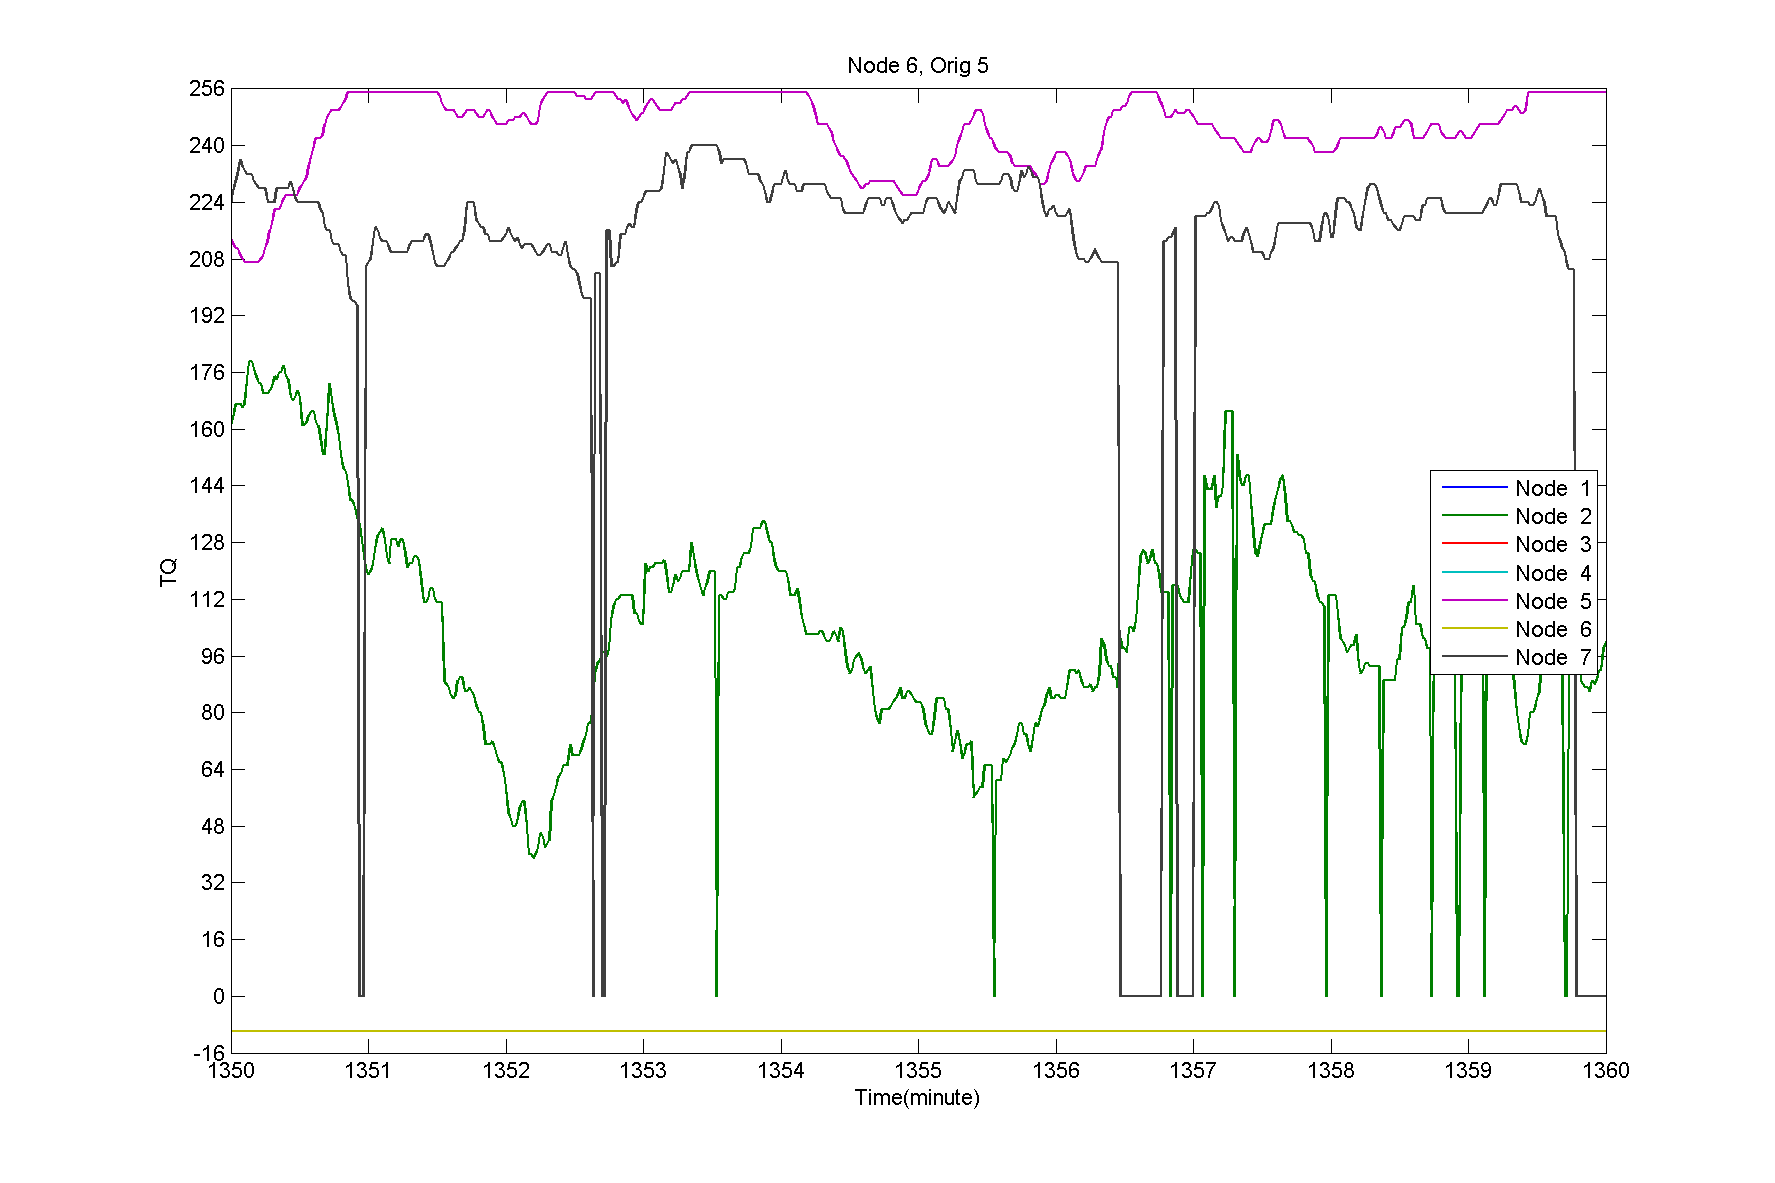 Node 6, Orig 5
256
240
224
208
192
176
160
144
128
112
96
80
64
48
32
16
0
-16
TQ
Node 1
Node 2
Node 3
Node 4
Node 5
Node 6
Node 7
1350 1351 1352 1353 1354 1355 1356 1357 1358 1359 1360
Time(minute)